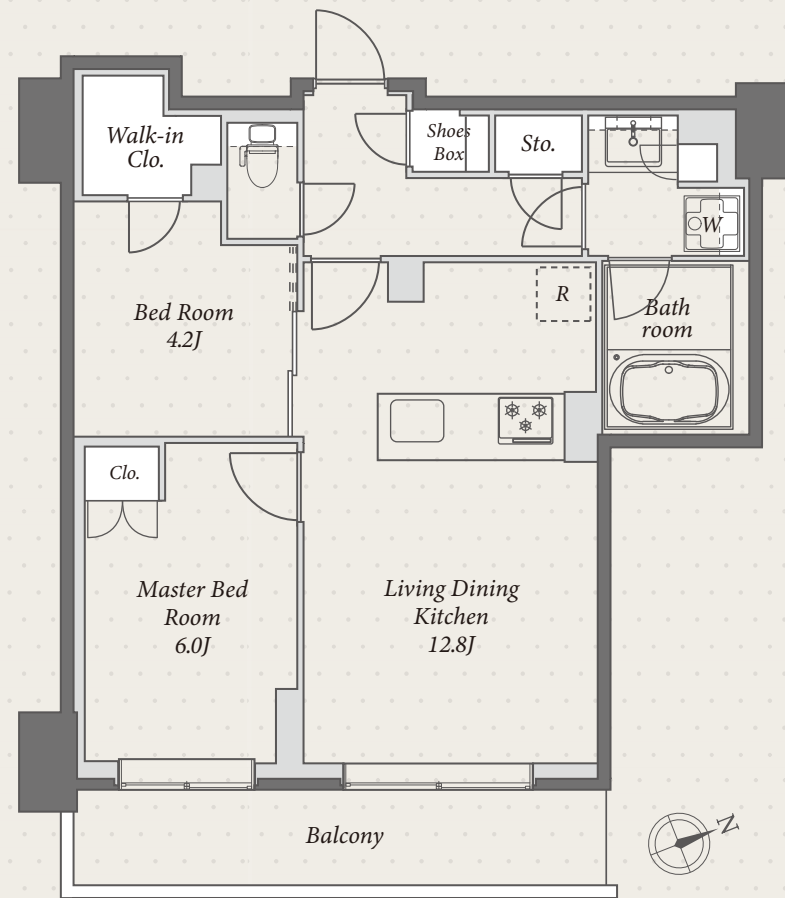 Walk-in
Clo.
Shoes
Box
Sto.
W
Bed Room
4.2J
R
Bath
room
Clo.
Master Bed
Room
6.0J
Living Dining
Kitchen
12.8J
Balcony
N